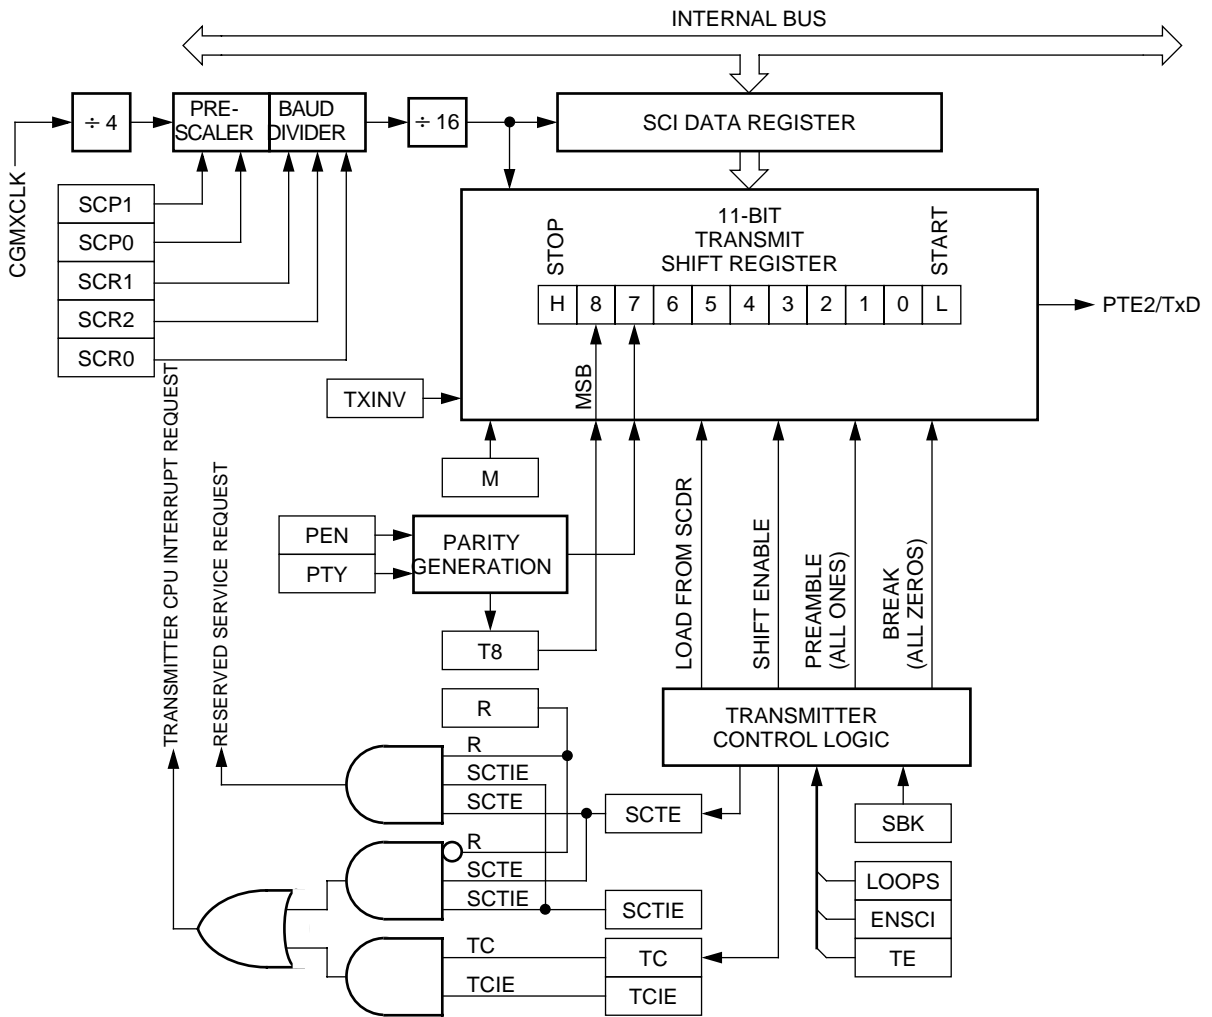 INTERNAL BUS
÷ 4
PRE-
SCALER
BAUD
DIVIDER
÷ 16
SCI DATA REGISTER
CGMXCLK
SCP1
SCP0
SCR1
SCR2
SCR0
11-BIT
TRANSMIT
SHIFT REGISTER
STOP
START
H 8 7 6 5 4 3 2 1 0 L
PTE2/TxD
MSB
TXINV
M
TRANSMITTER CPU INTERRUPT REQUEST
RESERVED SERVICE REQUEST
PEN
PTY
PARITY
GENERATION
T8
LOAD FROM SCDR
SHIFT ENABLE
PREAMBLE
(ALL ONES)
BREAK
(ALL ZEROS)
R
TRANSMITTER
CONTROL LOGIC
R
SCTIE
SCTE
SCTE
SBK
R
SCTE
SCTIE
SCTIE
LOOPS
ENSCI
TE
TC
TC
TCIE
TCIE